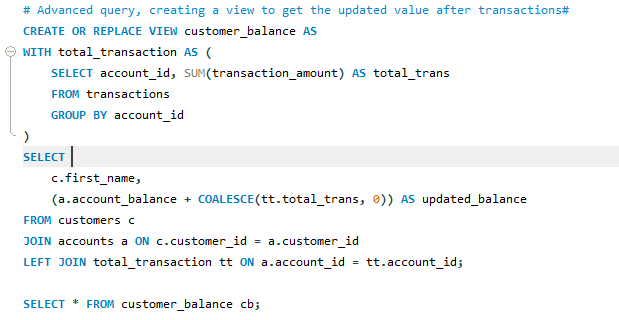 # Advanced query, creating a view to get the updated value after transactions#
CREATE OR REPLACE VIEW customer_balance AS
WITH total_transaction AS (
    SELECT account_id, SUM(transaction_amount) AS total_trans
    FROM transactions
    GROUP BY account_id
)
SELECT
    c.first_name,
    (a.account_balance + COALESCE(tt.total_trans, 0)) AS updated_balance
FROM customers c
JOIN accounts a ON c.customer_id = a.customer_id
LEFT JOIN total_transaction tt ON a.account_id = tt.account_id;

SELECT * FROM customer_balance cb;